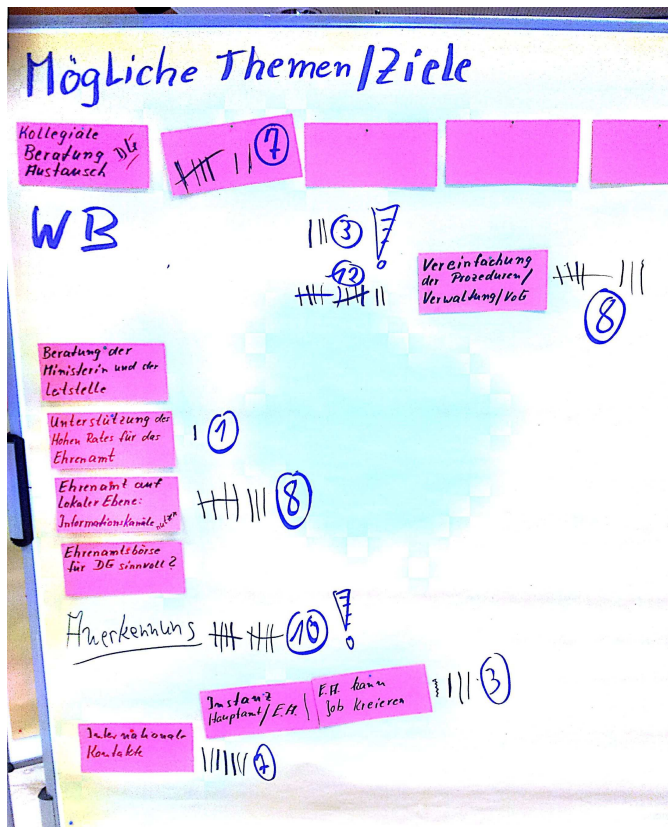 Mögliche Themen/Ziele
Kollegiale
Beratung DG
Austausch
7
WB
3
12
Vereinfachung
der Prozeduren/
Verwaltung/VoG
8
Beratung der
Ministerin und der
Leitstelle
Unterstützung des
Hohen Rates für das
Ehrenamt
1
Ehrenamt auf
Lokaler Ebene:
Informationskanäle nutzen
8
Ehrenamtsbörse
für DG sinnvoll?
Anerkennung
10
Instanz
Hauptamt/E.A.
E.A. kann
Job kreieren
3
Internationale
Kontakte
7